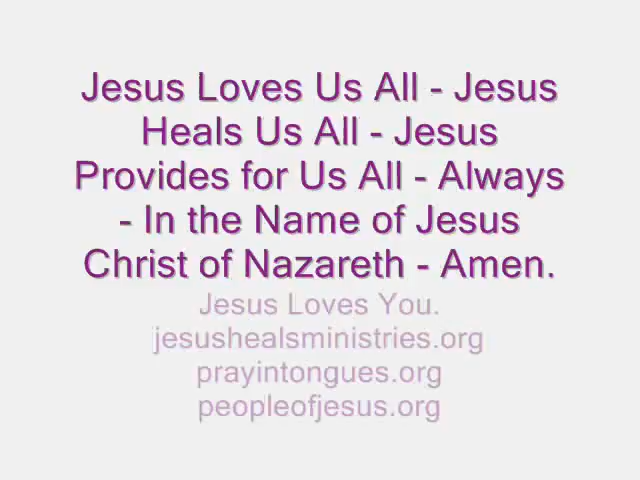 Jesus Loves Us All - Jesus
Heals Us All - Jesus
Provides for Us All - Always
- In the Name of Jesus
Christ of Nazareth - Amen.
Jesus Loves You.
jesushealsministries.org
prayintongues.org
peopleofjesus.org